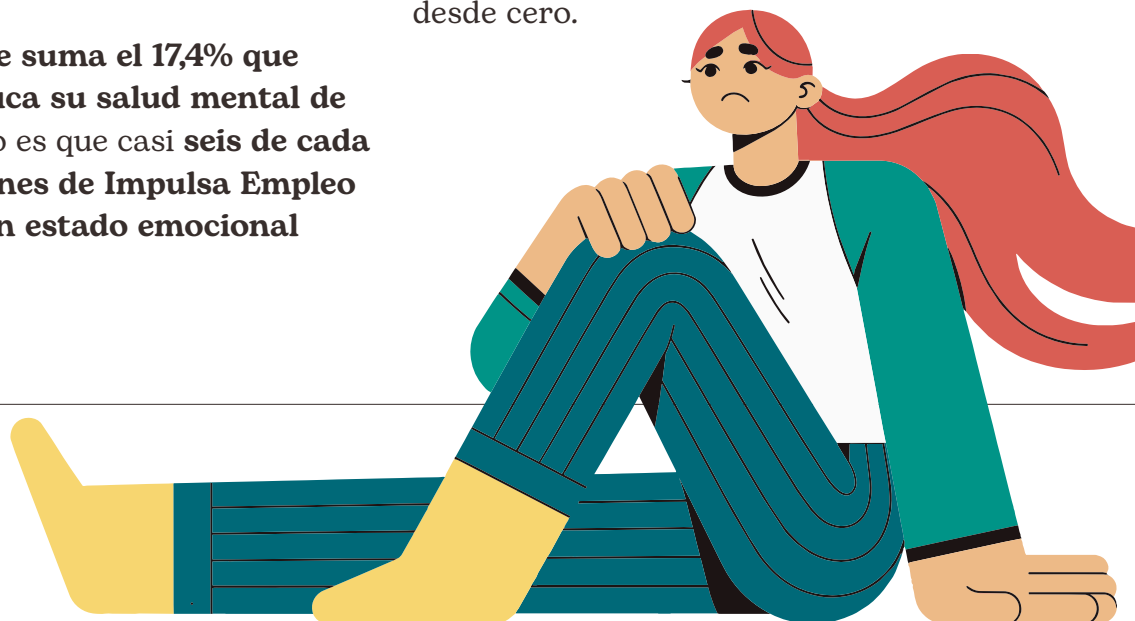 e suma el 17,4% que
uca su salud mental de
o es que casi seis de cada
nes de Impulsa Empleo
n estado emocional
desde cero.